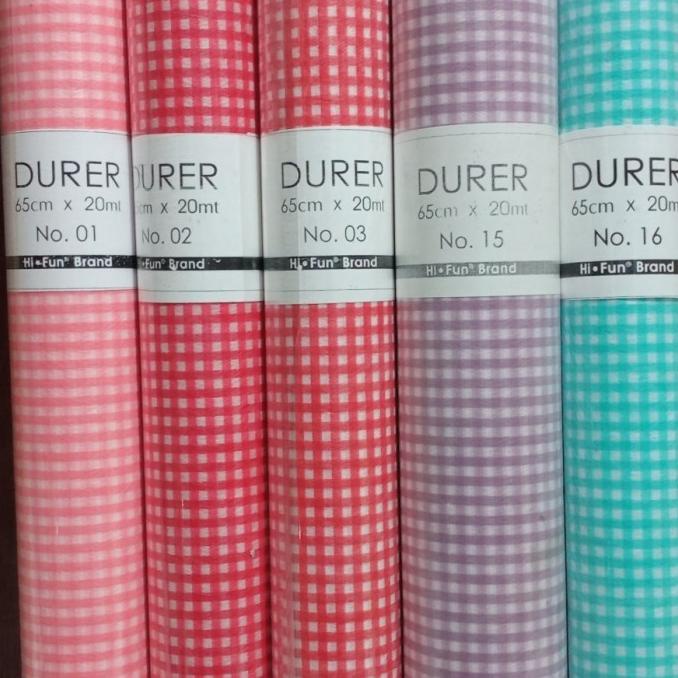 DURER
65cm x 20mt
No. 01
Hi•Fun® Brand
DURER
cm x 20mt
No. 02
Fun® Brand
DURER
65cm x 20mt
No. 03
Hi•Fun® Brand
DURER
65cm x 20mt
No. 15
Hi•Fun® Brand
DURER
65cm x 20m
No. 16
Hi•Fun® Brand